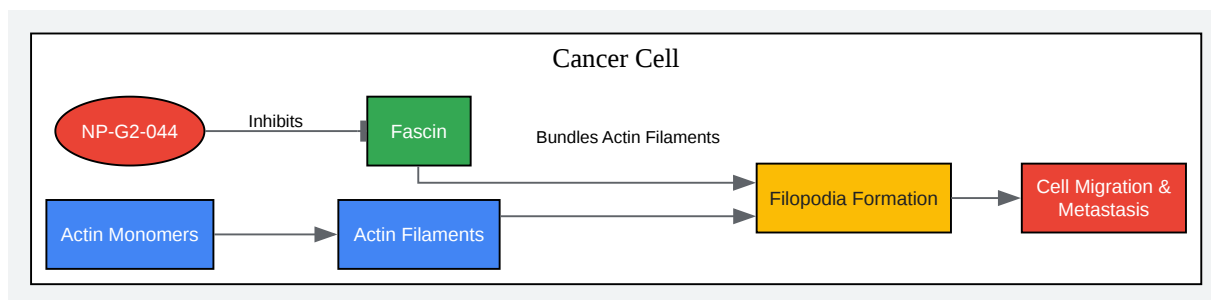 Cancer Cell
NP-G2-044
Inhibits
Fascin
Bundles Actin Filaments
Actin Monomers
Actin Filaments
Filopodia Formation
Cell Migration &
Metastasis